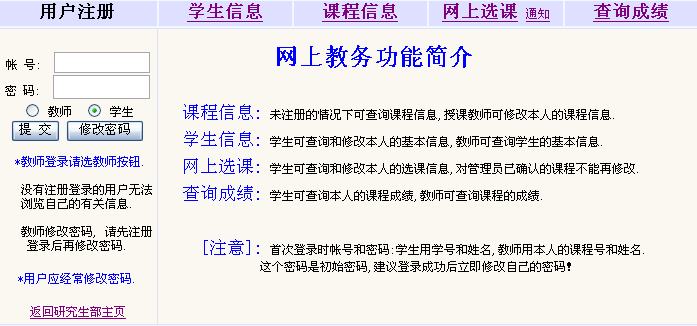 用户注册 学生信息 课程信息 网上选课 通知 查询成绩
帐 号:
密 码:
教师 学生
提 交 修改密码
*教师登录请选教师按钮.
没有注册登录的用户无法
浏览自己的有关信息.
教师修改密码, 请先注册
登录后再修改密码.
*用户应经常修改密码.
返回研究生部主页
网上教务功能简介
课程信息: 未注册的情况下可查询课程信息, 授课教师可修改本人的课程信息.
学生信息: 学生可查询和修改本人的基本信息, 教师可查询学生的基本信息.
网上选课: 学生可查询和修改本人的选课信息, 对管理员已确认的课程不能再修改.
查询成绩: 学生可查询本人的课程成绩, 教师可查询课程的成绩.
[注意]: 首次登录时帐号和密码:学生用学号和姓名, 教师用本人的课程号和姓名.
这个密码是初始密码, 建议登录成功后立即修改自己的密码!